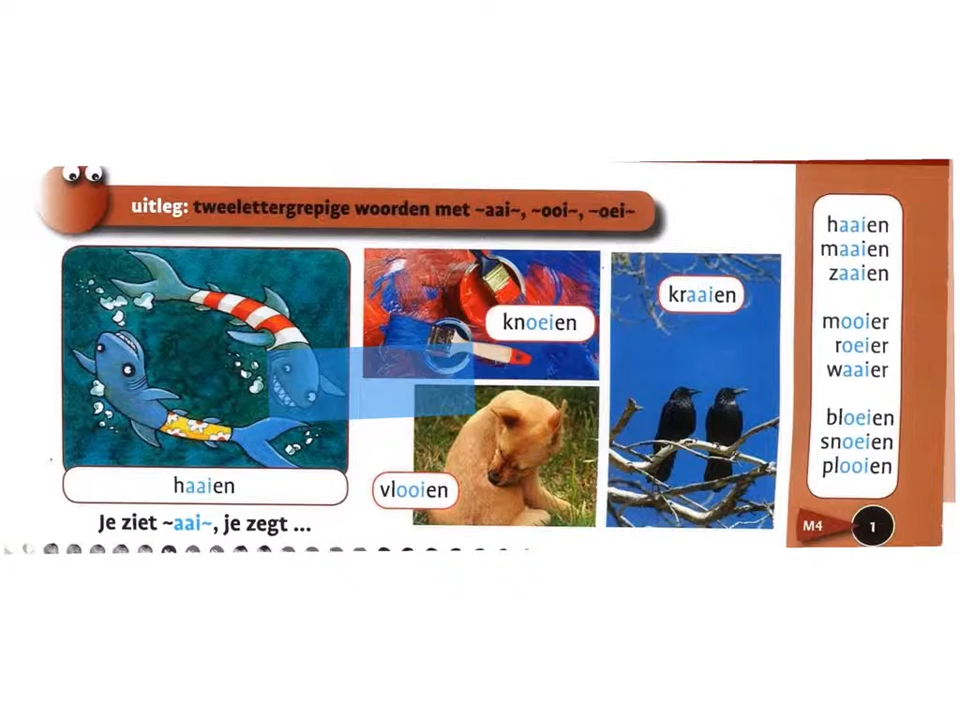 uitleg: tweelettergrepige woorden met ~aai~, ~ooi~, ~oei~
haaien
Je ziet ~aai~, je zegt ...
knoeien
vlooien
kraaien
haaien
maaien
zaaien
mooier
roeier
waaier
bloeien
snoeien
plooien
M4
1